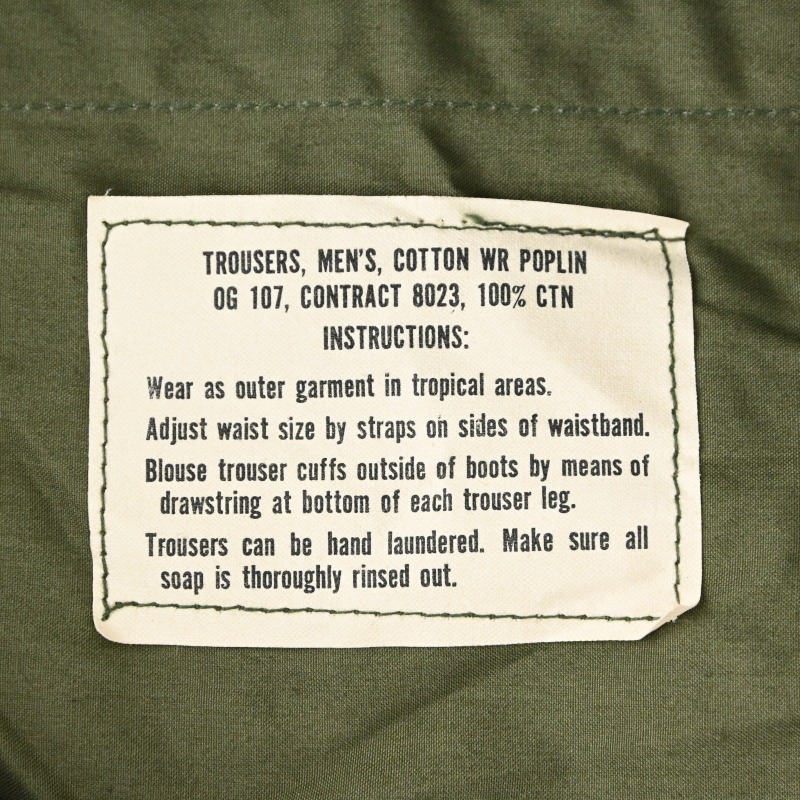 TROUSERS, MEN'S, COTTON WR POPLIN
OG 107, CONTRACT 8023, 100% CTN
INSTRUCTIONS:
Wear as outer garment in tropical areas.
Adjust waist size by straps on sides of waistband.
Blouse trouser cuffs outside of boots by means of
drawstring at bottom of each trouser leg.
Trousers can be hand laundered. Make sure all
soap is thoroughly rinsed out.